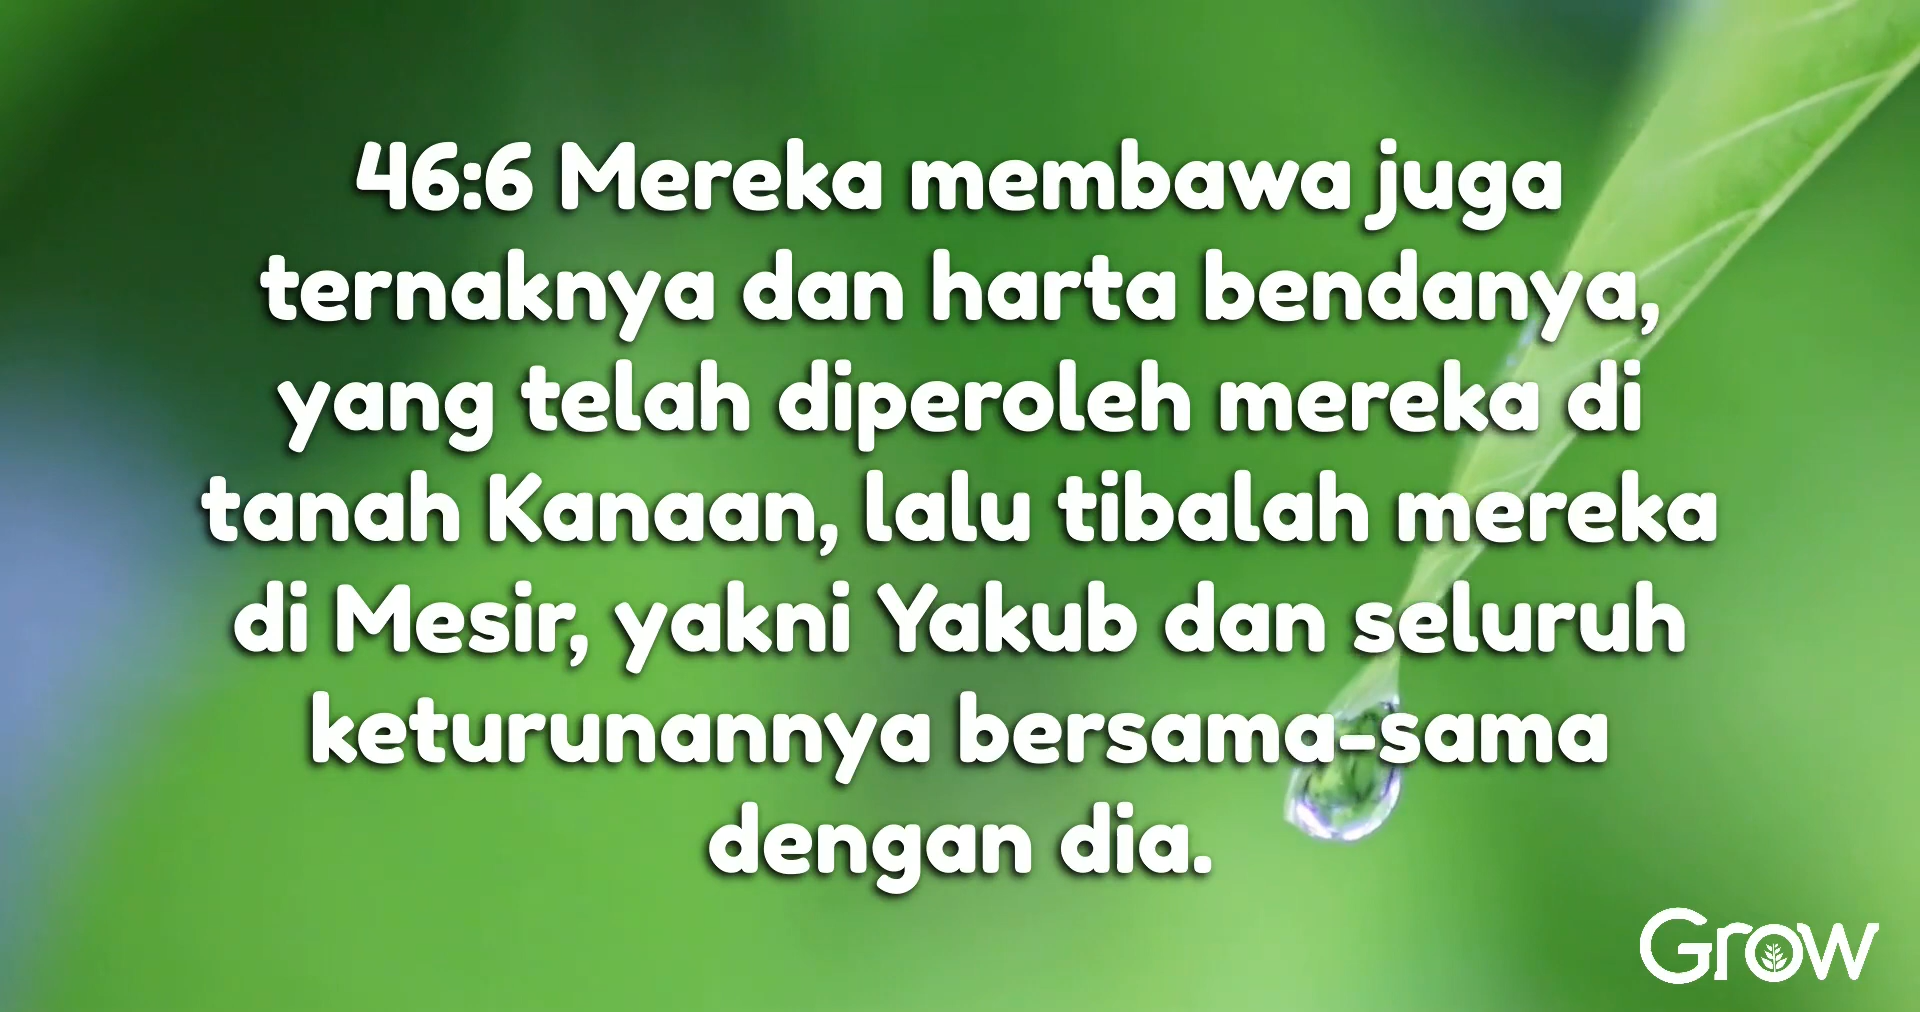 46:6 Mereka membawa juga
ternaknya dan harta bendanya,
yang telah diperoleh mereka di
tanah Kanaan, lalu tibalah mereka
di Mesir, yakni Yakub dan seluruh
keturunannya bersama-sama
dengan dia.
Grow